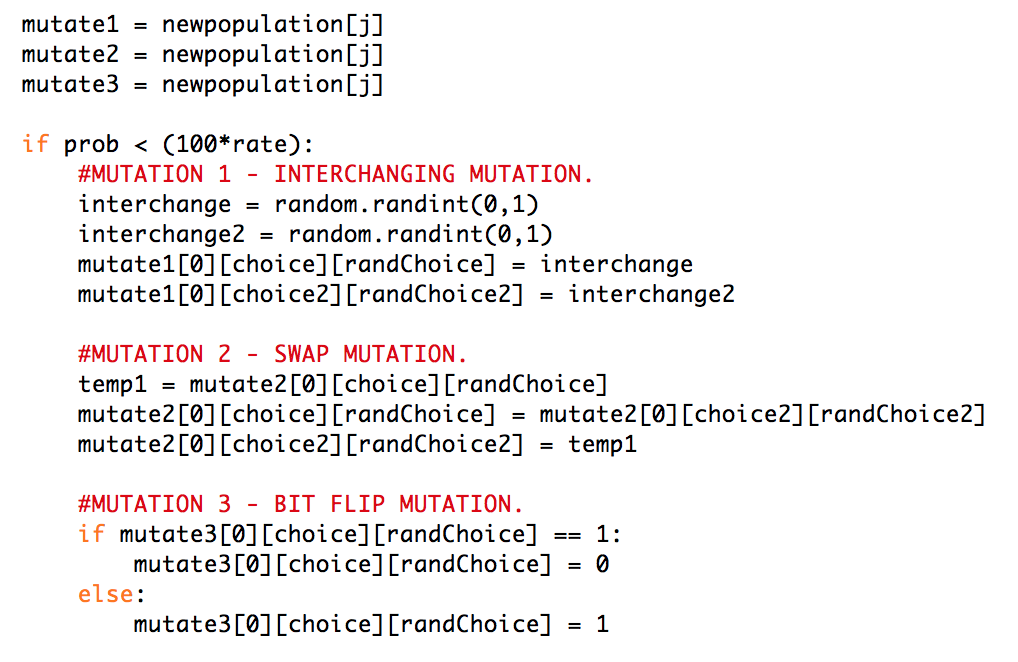 mutate1 = newpopulation[j]
mutate2 = newpopulation[j]
mutate3 = newpopulation[j]
if prob < (100*rate):
#MUTATION 1 - INTERCHANGING MUTATION.
interchange = random.randint(0,1)
interchange2 = random.randint(0,1)
mutate1[0][choice][randChoice] = interchange
mutate1[0][choice2][randChoice2] = interchange2
#MUTATION 2 - SWAP MUTATION.
temp1 = mutate2[0][choice][randChoice]
mutate2[0][choice][randChoice] = mutate2[0][choice2][randChoice2]
mutate2[0][choice2][randChoice2] = temp1
#MUTATION 3 - BIT FLIP MUTATION.
if mutate3[0][choice][randChoice] == 1:
mutate3[0][choice][randChoice] = 0
else:
mutate3[0][choice][randChoice] = 1